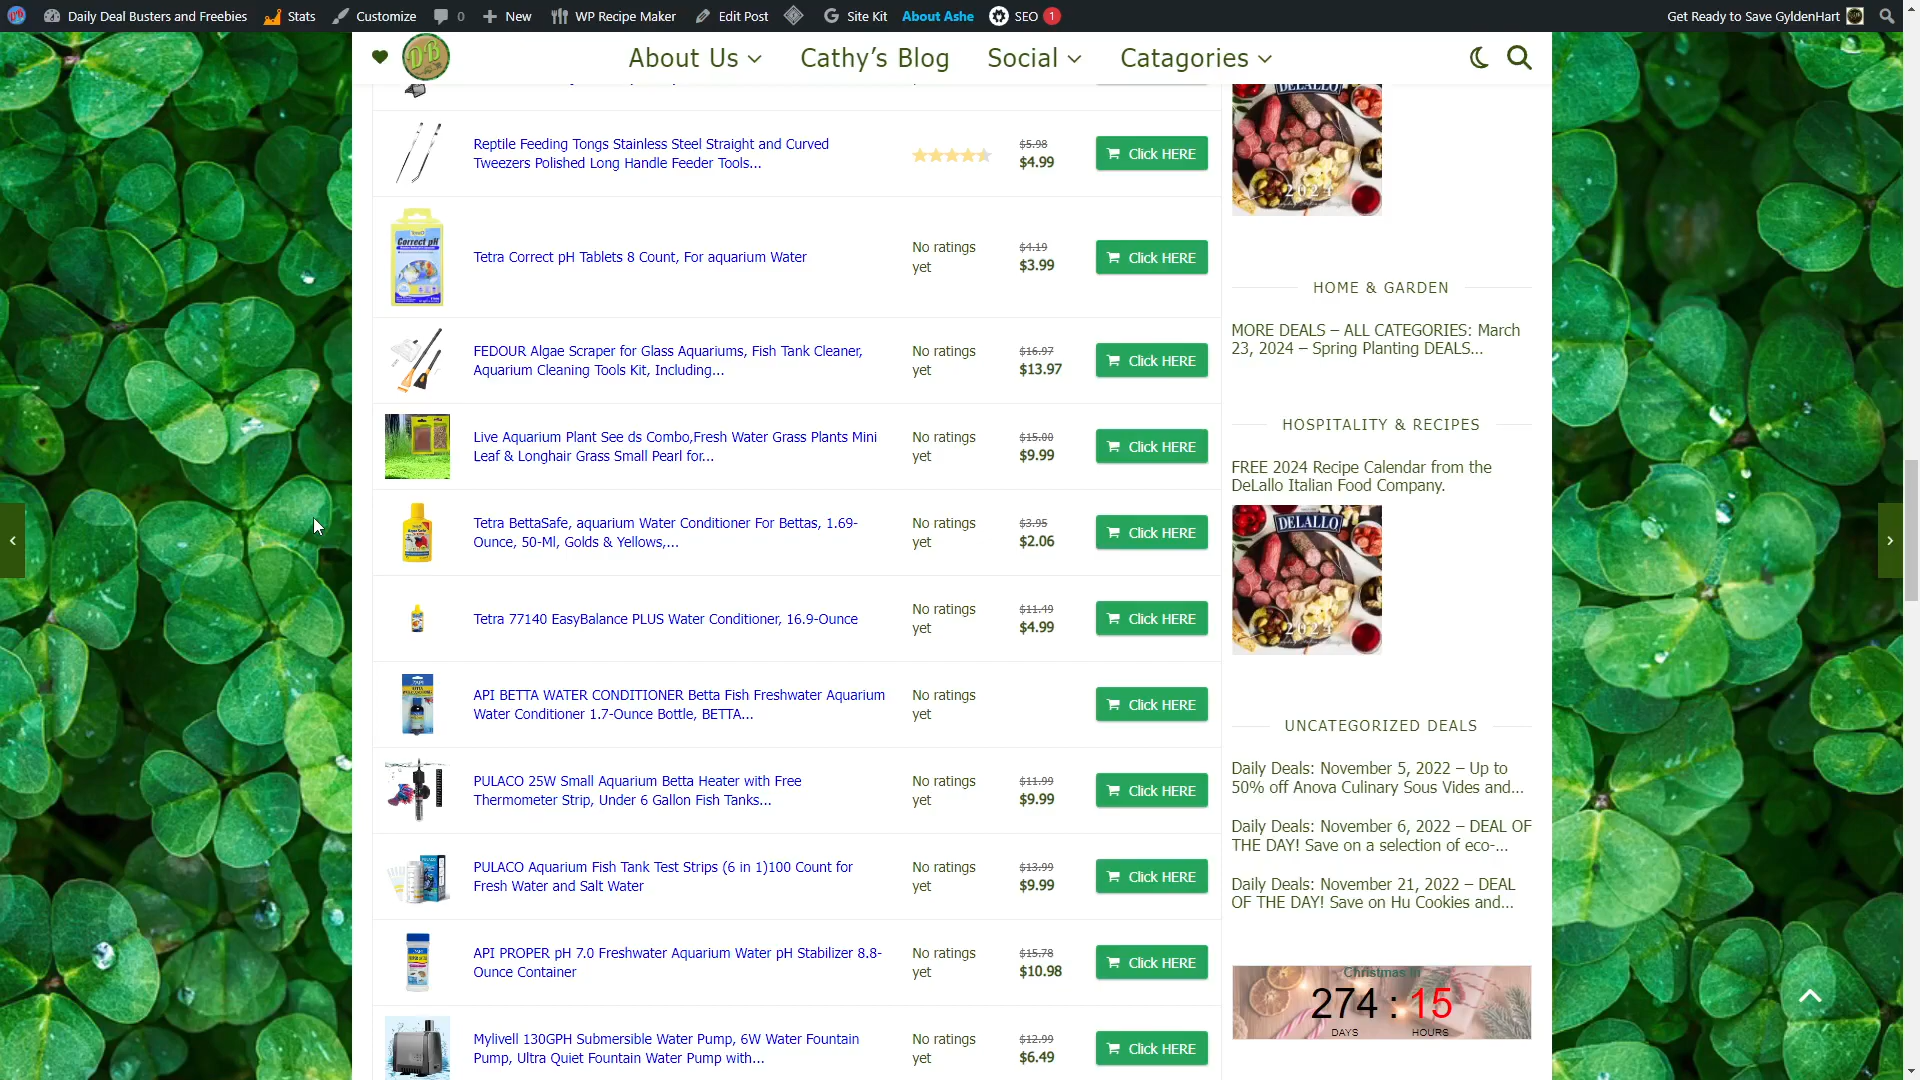 Daily Deal Busters and Freebies Stats Customize 0 New WP Recipe Maker Edit Post Site Kit About Ashe SEO 1 Get Ready to Save GyldenHart
DB About Us Cathy’s Blog Social Catagories
Reptile Feeding Tongs Stainless Steel Straight and Curved
Tweezers Polished Long Handle Feeder Tools...
$5.98
$4.99
Click HERE
Correct pH
Tetra Correct pH Tablets 8 Count, For aquarium Water
No ratings
yet
$4.19
$3.99
Click HERE
FEDOUR Algae Scraper for Glass Aquariums, Fish Tank Cleaner,
Aquarium Cleaning Tools Kit, Including...
No ratings
yet
$16.97
$13.97
Click HERE
Live Aquarium Plant See ds Combo,Fresh Water Grass Plants Mini
Leaf & Longhair Grass Small Pearl for...
No ratings
yet
$15.00
$9.99
Click HERE
Tetra BettaSafe, aquarium Water Conditioner For Bettas, 1.69-
Ounce, 50-Ml, Golds & Yellows,...
No ratings
yet
$3.95
$2.06
Click HERE
Tetra 77140 EasyBalance PLUS Water Conditioner, 16.9-Ounce
No ratings
yet
$11.49
$4.99
Click HERE
API BETTA WATER CONDITIONER Betta Fish Freshwater Aquarium
Water Conditioner 1.7-Ounce Bottle, BETTA...
No ratings
yet
Click HERE
PULACO 25W Small Aquarium Betta Heater with Free
Thermometer Strip, Under 6 Gallon Fish Tanks...
No ratings
yet
$11.99
$9.99
Click HERE
PULACO Aquarium Fish Tank Test Strips (6 in 1)100 Count for
Fresh Water and Salt Water
No ratings
yet
$13.99
$9.99
Click HERE
API PROPER pH 7.0 Freshwater Aquarium Water pH Stabilizer 8.8-
Ounce Container
No ratings
yet
$15.78
$10.98
Click HERE
Mylivell 130GPH Submersible Water Pump, 6W Water Fountain
Pump, Ultra Quiet Fountain Water Pump with...
No ratings
yet
$12.99
$6.49
Click HERE
DELALLO
2024
HOME & GARDEN
MORE DEALS – ALL CATEGORIES: March
23, 2024 – Spring Planting DEALS...
HOSPITALITY & RECIPES
FREE 2024 Recipe Calendar from the
DeLallo Italian Food Company.
DELALLO
2024
UNCATEGORIZED DEALS
Daily Deals: November 5, 2022 – Up to
50% off Anova Culinary Sous Vides and...
Daily Deals: November 6, 2022 – DEAL OF
THE DAY! Save on a selection of eco-...
Daily Deals: November 21, 2022 – DEAL
OF THE DAY! Save on Hu Cookies and...
Christmas in
274 : 15
DAYS HOURS